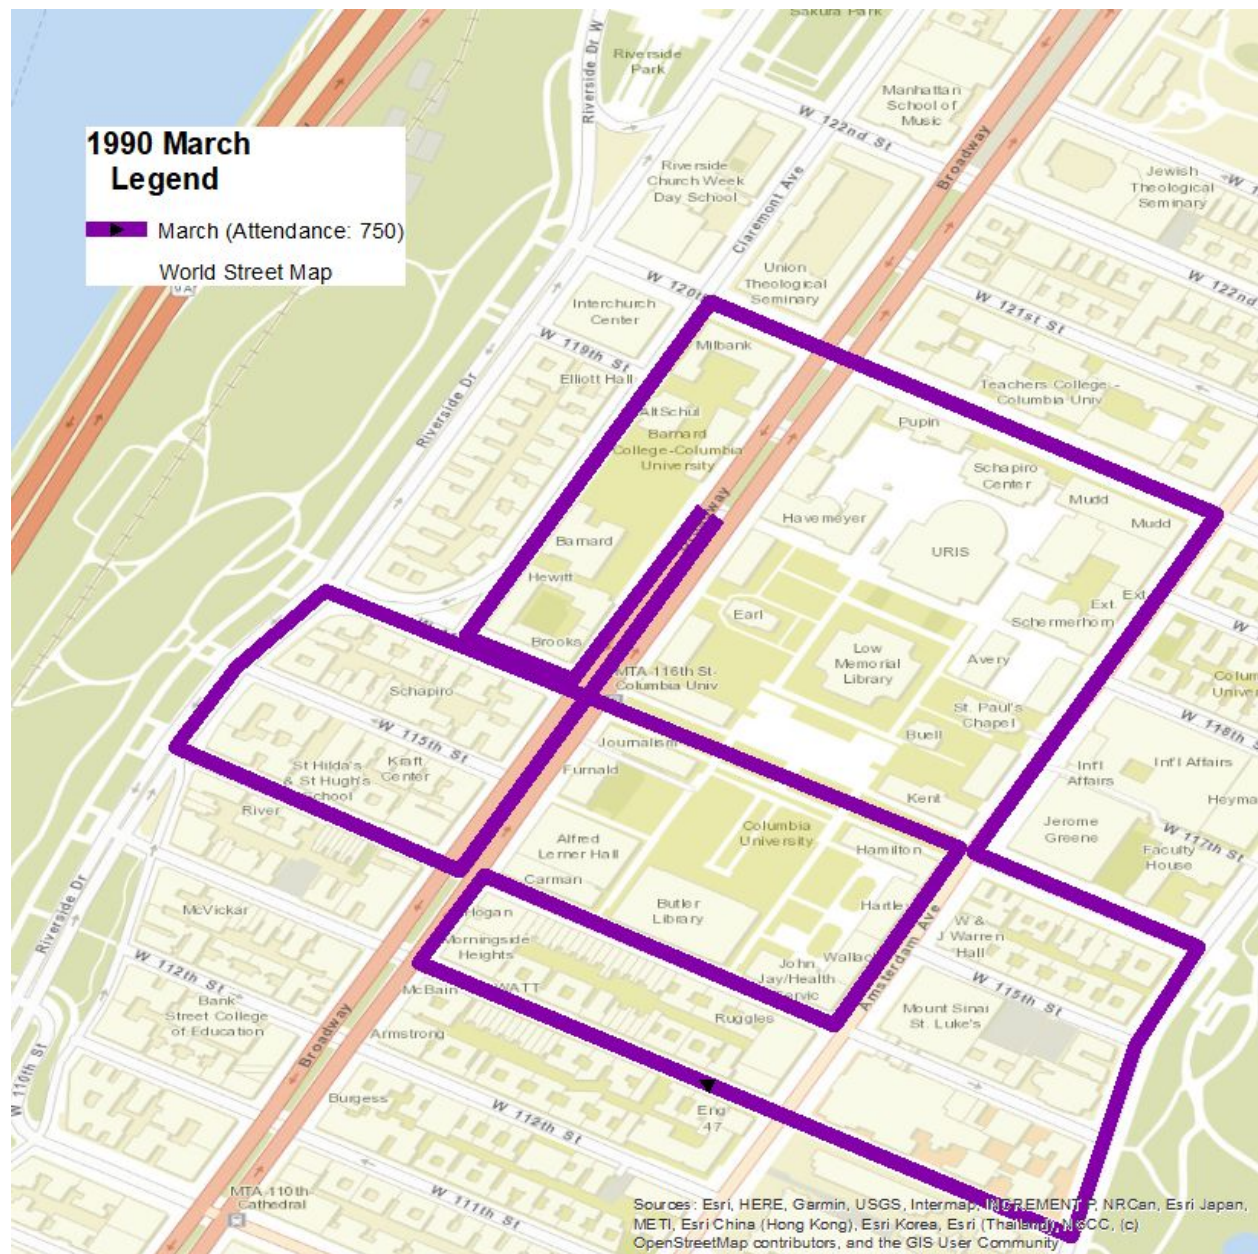 Sakura Park
Riverside
Park
Riverside Dr W
Manhattan
School of
Music
W 122nd St
Broadway
1990 March
Legend
March (Attendance: 750)
World Street Map
Riverside
Church Week
Day School
Claremont Ave
Jewish
Theological
Seminary
W 122nd
Union
Theological
Seminary
W 120th
W 121st St
Interchurch
Center
W 119th St
Milbank
Elliott Hall
Riverside Dr
Teachers College -
Columbia Univ
AltSchul
Barnard
College-Columbia
University
Pupin
Schapiro
Center
Mudd
Mudd
Havemeyer
URIS
Barnard
Hewitt
Brooks
Earl
Ext
Ext
Schermerhorn
Low
Memorial
Library
Avery
MTA-116th St-
Columbia Univ
Schapiro
St. Paul's
Chapel
Buell
W 118th S
W 115th St
Journalism
Furnald
Kraft
Center
St Hilda's
& St Hugh's
School
River
Int'l
Affairs
Int'l Affairs
Heyma
Kent
Jerome
Greene
Faculty
House
W 117th St
Columbia
University
Hamilton
Alfred
Lerner Hall
Carman
Butler
Library
Hartley
Hogan
McVickar
Riverside Dr
Morningside
Heights
W &
J Warren
Hall
Amsterdam Ave
John
Jay/Health
Servic
Wallac
W 115th St
W 112th St
McBain
WATT
Bank
Street College
of Education
Ruggles
Mount Sinai
St. Luke's
Armstrong
Broadway
W 110th St
Burgess
Eng
47
W 112th St
MTA-110th
Cathedral
W 111th St
Sources: Esri, HERE, Garmin, USGS, Intermap, INCREMENT P, NRCan, Esri Japan,
METI, Esri China (Hong Kong), Esri Korea, Esri (Thailand), NGCC, (c)
OpenStreetMap contributors, and the GIS User Community